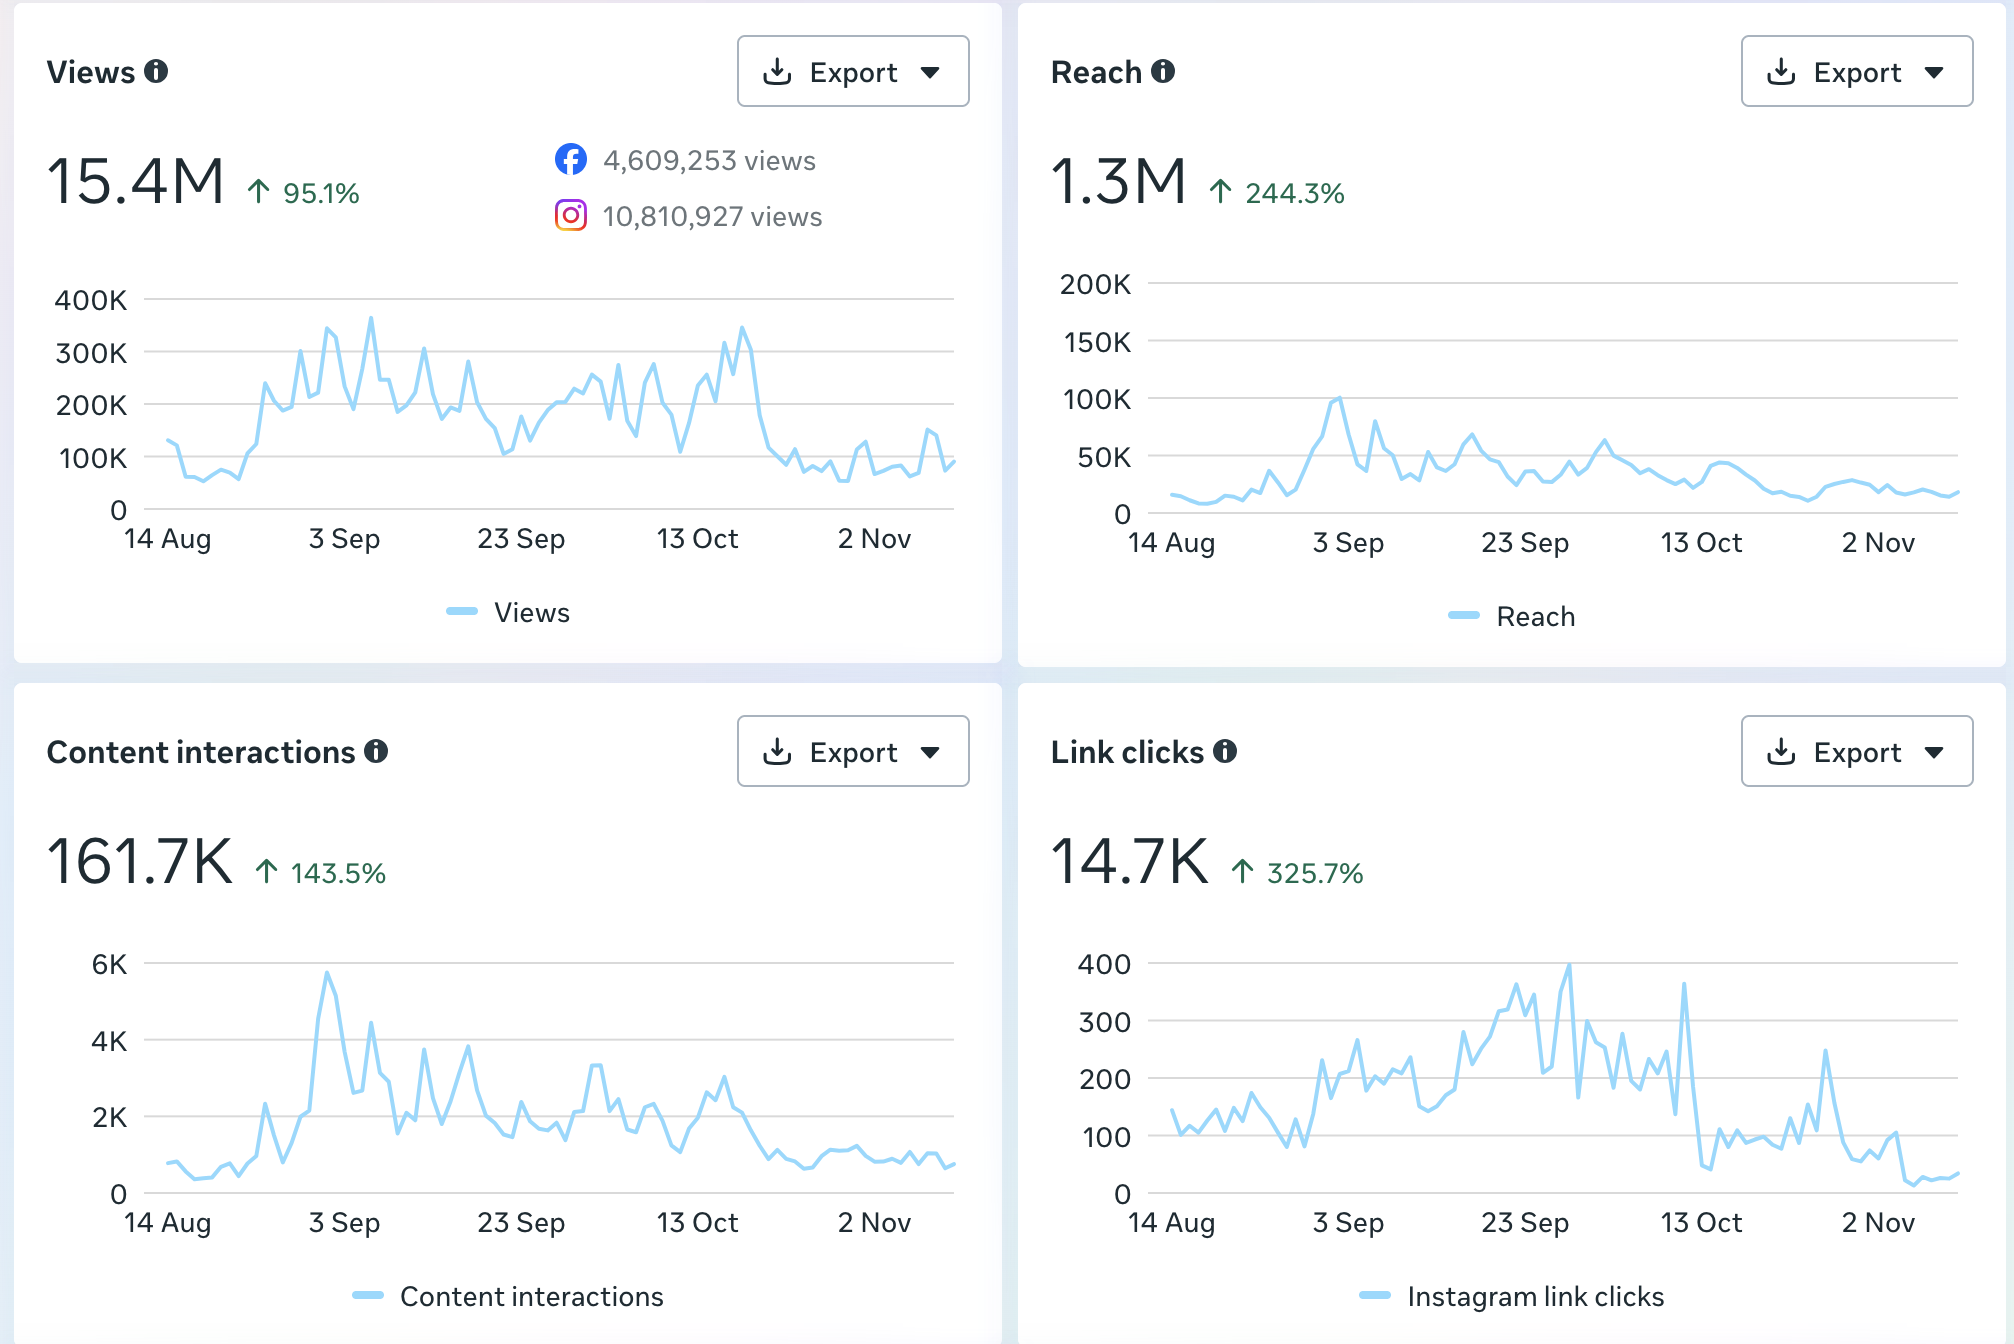 Views
Export
15.4M 95.1%
4,609,253 views
10,810,927 views
400K
300K
200K
100K
0
14 Aug 3 Sep 23 Sep 13 Oct 2 Nov
Views
Reach
Export
1.3M 244.3%
200K
150K
100K
50K
0
14 Aug 3 Sep 23 Sep 13 Oct 2 Nov
Reach
Content interactions
Export
161.7K 143.5%
6K
4K
2K
0
14 Aug 3 Sep 23 Sep 13 Oct 2 Nov
Content interactions
Link clicks
Export
14.7K 325.7%
400
300
200
100
0
14 Aug 3 Sep 23 Sep 13 Oct 2 Nov
Instagram link clicks